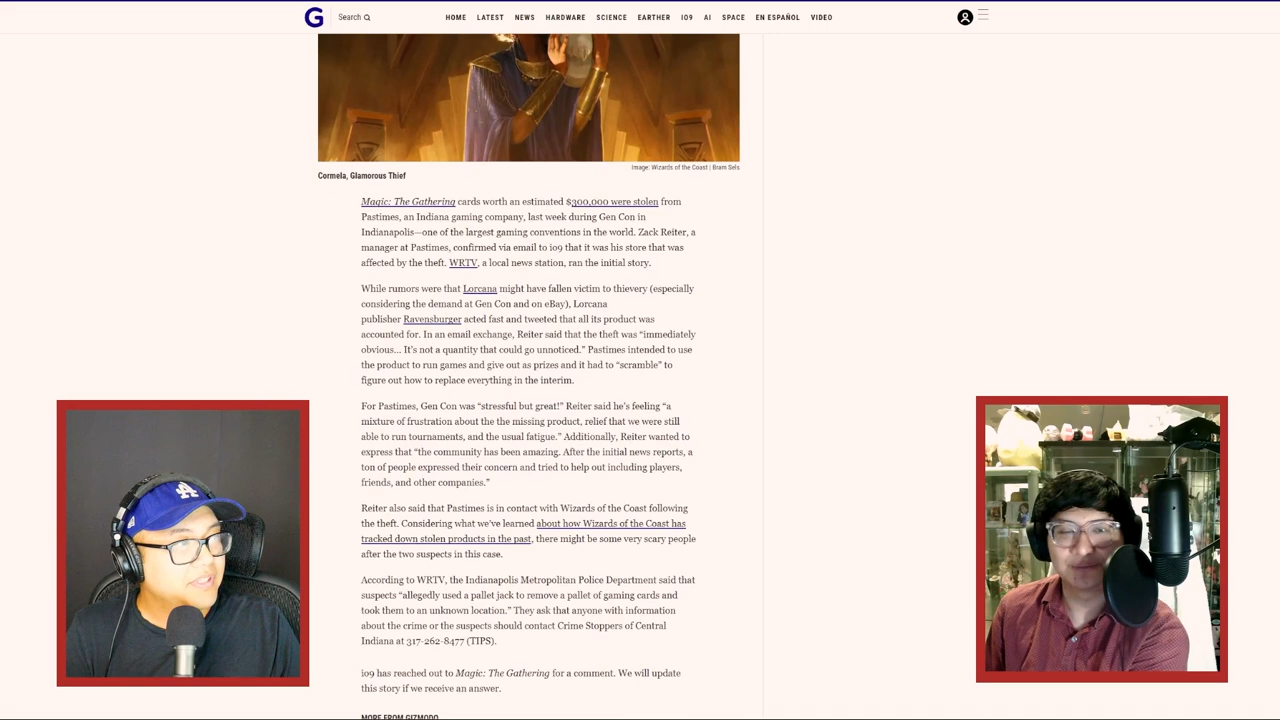 G
Search
HOME LATEST NEWS HARDWARE SCIENCE EARTHER IO9 AI SPACE EN ESPAÑOL VIDEO
Image: Wizards of the Coast | Bram Sels
Cormela, Glamorous Thief
Magic: The Gathering cards worth an estimated $300,000 were stolen from
Pastimes, an Indiana gaming company, last week during Gen Con in
Indianapolis—one of the largest gaming conventions in the world. Zack Reiter, a
manager at Pastimes, confirmed via email to io9 that it was his store that was
affected by the theft. WRTV, a local news station, ran the initial story.
While rumors were that Lorcana might have fallen victim to thievery (especially
considering the demand at Gen Con and on eBay), Lorcana
publisher Ravensburger acted fast and tweeted that all its product was
accounted for. In an email exchange, Reiter said that the theft was “immediately
obvious... It’s not a quantity that could go unnoticed.” Pastimes intended to use
the product to run games and give out as prizes and it had to “scramble” to
figure out how to replace everything in the interim.
For Pastimes, Gen Con was “stressful but great!” Reiter said he’s feeling “a
mixture of frustration about the the missing product, relief that we were still
able to run tournaments, and the usual fatigue.” Additionally, Reiter wanted to
express that “the community has been amazing. After the initial news reports, a
ton of people expressed their concern and tried to help out including players,
friends, and other companies.”
Reiter also said that Pastimes is in contact with Wizards of the Coast following
the theft. Considering what we’ve learned about how Wizards of the Coast has
tracked down stolen products in the past, there might be some very scary people
after the two suspects in this case.
According to WRTV, the Indianapolis Metropolitan Police Department said that
suspects “allegedly used a pallet jack to remove a pallet of gaming cards and
took them to an unknown location.” They ask that anyone with information
about the crime or the suspects should contact Crime Stoppers of Central
Indiana at 317-262-8477 (TIPS).
io9 has reached out to Magic: The Gathering for a comment. We will update
this story if we receive an answer.
MORE FROM GIZMODO
LA